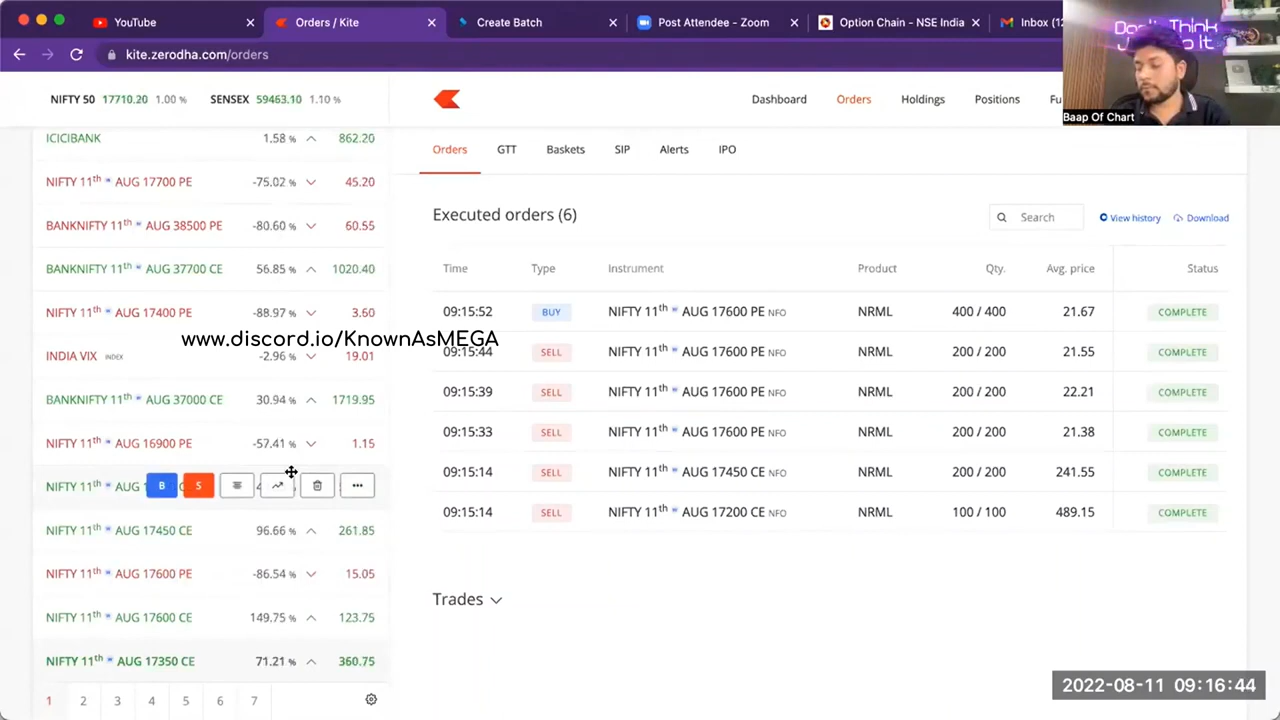 YouTube
Orders / Kite
Create Batch
Post Attendee - Zoom
Option Chain - NSE India
Inbox (12
kite.zerodha.com/orders
Don't Think
Just Do It
Baap Of Chart
NIFTY 50 17710.20 1.00 % SENSEX 59463.10 1.10 %
Dashboard Orders Holdings Positions Fu
ICICIBANK 1.58 % 862.20
NIFTY 11th w AUG 17700 PE -75.02 % 45.20
BANKNIFTY 11th w AUG 38500 PE -80.60 % 60.55
BANKNIFTY 11th w AUG 37700 CE 56.85 % 1020.40
NIFTY 11th w AUG 17400 PE -88.97 % 3.60
www.discord.io/KnownAsMEGA
INDIA VIX INDEX -2.96 % 19.01
BANKNIFTY 11th w AUG 37000 CE 30.94 % 1719.95
NIFTY 11th w AUG 16900 PE -57.41 % 1.15
NIFTY 11th w AUG B S
NIFTY 11th w AUG 17450 CE 96.66 % 261.85
NIFTY 11th w AUG 17600 PE -86.54 % 15.05
NIFTY 11th w AUG 17600 CE 149.75 % 123.75
NIFTY 11th w AUG 17350 CE 71.21 % 360.75
1 2 3 4 5 6 7
Orders GTT Baskets SIP Alerts IPO
Executed orders (6)
Search View history Download
Time Type Instrument Product Qty. Avg. price Status
09:15:52 BUY NIFTY 11th w AUG 17600 PE NFO NRML 400 / 400 21.67 COMPLETE
09:15:44 SELL NIFTY 11th w AUG 17600 PE NFO NRML 200 / 200 21.55 COMPLETE
09:15:39 SELL NIFTY 11th w AUG 17600 PE NFO NRML 200 / 200 22.21 COMPLETE
09:15:33 SELL NIFTY 11th w AUG 17600 PE NFO NRML 200 / 200 21.38 COMPLETE
09:15:14 SELL NIFTY 11th w AUG 17450 CE NFO NRML 200 / 200 241.55 COMPLETE
09:15:14 SELL NIFTY 11th w AUG 17200 CE NFO NRML 100 / 100 489.15 COMPLETE
Trades
2022-08-11 09:16:44